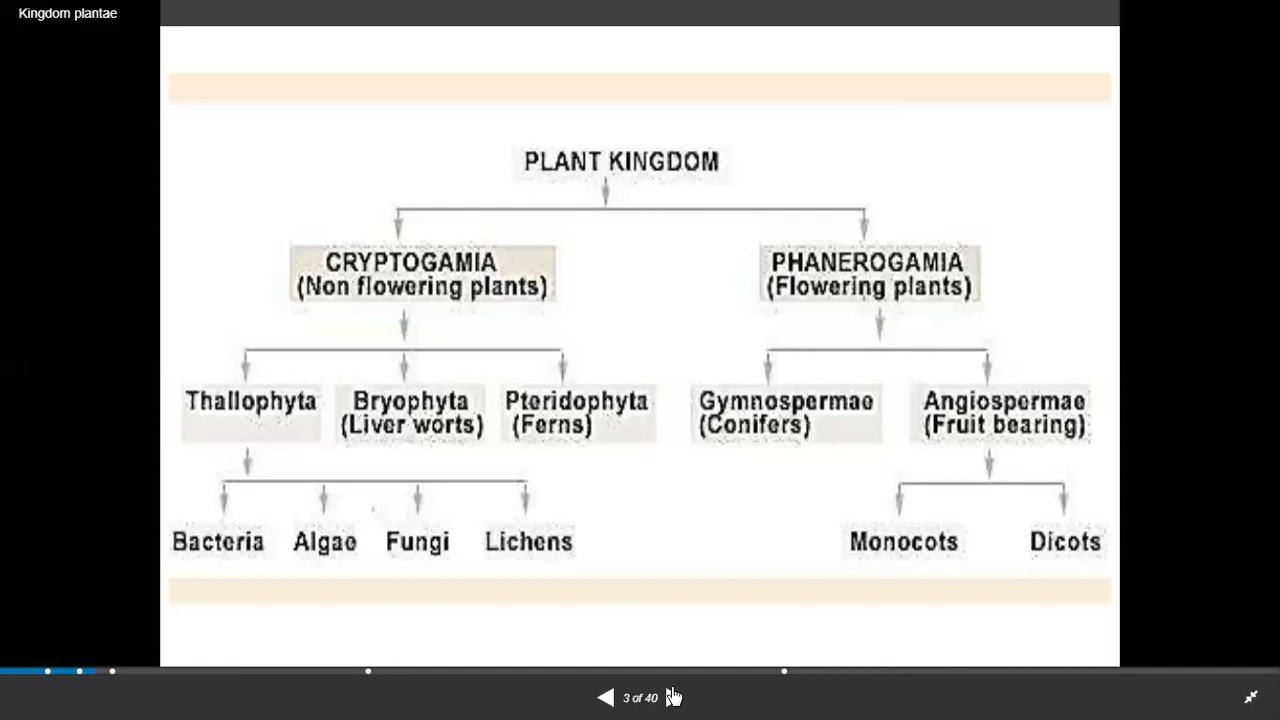 Kingdom plantae
PLANT KINGDOM
CRYPTOGAMIA
(Non flowering plants)
PHANEROGAMIA
(Flowering plants)
Thallophyta
Bryophyta
(Liver worts)
Pteridophyta
(Ferns)
Gymnospermae
(Conifers)
Angiospermae
(Fruit bearing)
Bacteria
Algae
Fungi
Lichens
Monocots
Dicots
3 of 40